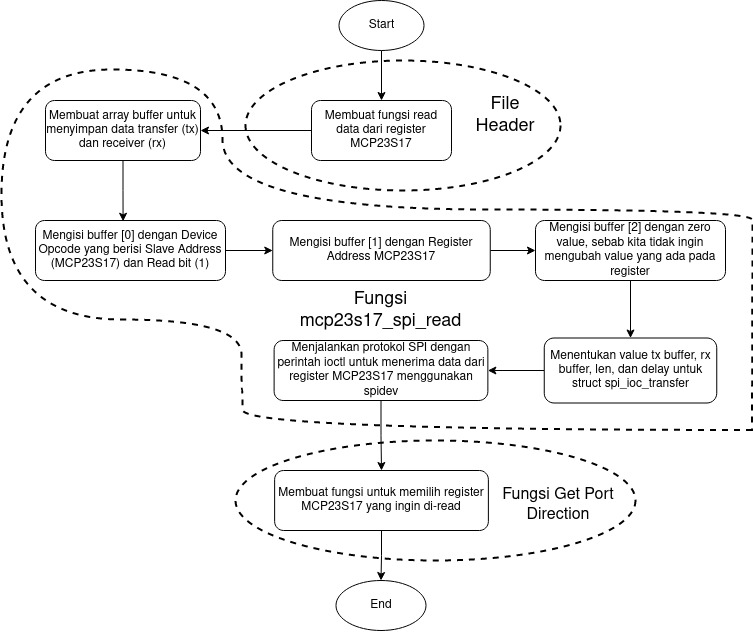 Start
File
Header
Membuat fungsi read
data dari register
MCP23S17
Membuat array buffer untuk
menyimpan data transfer (tx)
dan receiver (rx)
Mengisi buffer [0] dengan Device
Opcode yang berisi Slave Address
(MCP23S17) dan Read bit (1)
Mengisi buffer [1] dengan Register
Address MCP23S17
Mengisi buffer [2] dengan zero
value, sebab kita tidak ingin
mengubah value yang ada pada
register
Fungsi
mcp23s17_spi_read
Menentukan value tx buffer, rx
buffer, len, dan delay untuk
struct spi_ioc_transfer
Menjalankan protokol SPI dengan
perintah ioctl untuk menerima data dari
register MCP23S17 menggunakan
spidev
Membuat fungsi untuk memilih register
MCP23S17 yang ingin di-read
Fungsi Get Port
Direction
End